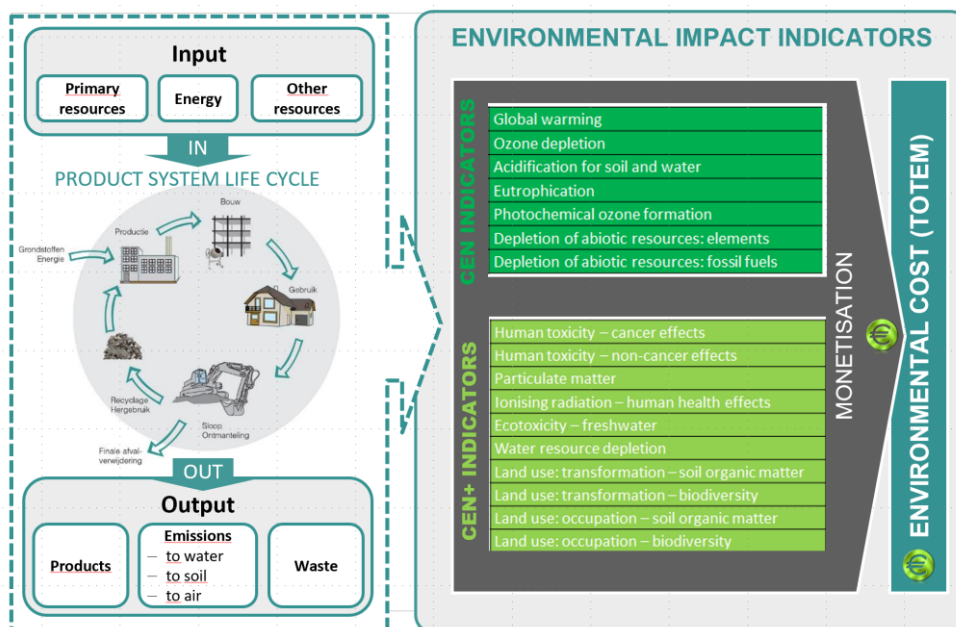 Input
Primary
resources
Energy
Other
resources
IN
PRODUCT SYSTEM LIFE CYCLE
Bouw
Productie
Grondstoffen
Energie
Gebruik
Recyclage
Hergebruik
Sloop
Ontmanteling
Finale afval-
verwijdering
OUT
Output
Products
Emissions
– to water
– to soil
– to air
Waste
ENVIRONMENTAL IMPACT INDICATORS
CEN INDICATORS
Global warming
Ozone depletion
Acidification for soil and water
Eutrophication
Photochemical ozone formation
Depletion of abiotic resources: elements
Depletion of abiotic resources: fossil fuels
CEN+ INDICATORS
Human toxicity – cancer effects
Human toxicity – non-cancer effects
Particulate matter
Ionising radiation – human health effects
Ecotoxicity – freshwater
Water resource depletion
Land use: transformation – soil organic matter
Land use: transformation – biodiversity
Land use: occupation – soil organic matter
Land use: occupation – biodiversity
MONETISATION
€
ENVIRONMENTAL COST (TOTEM)
€